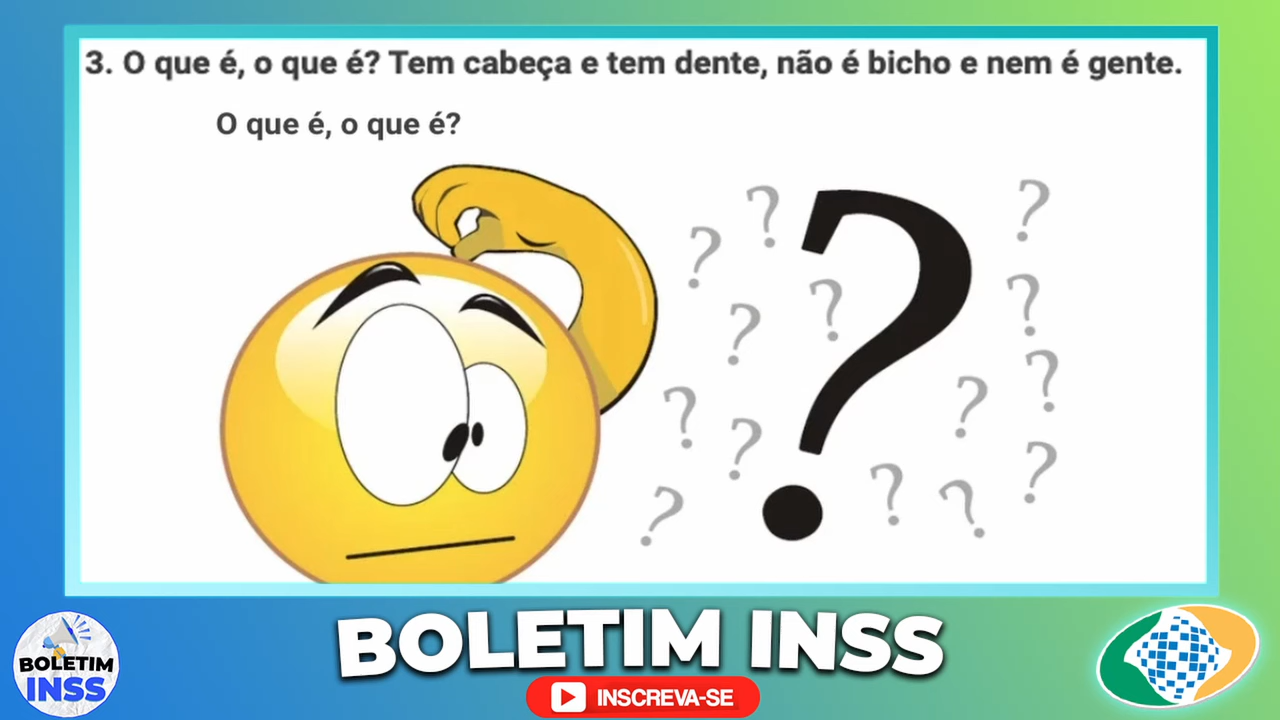 3. O que é, o que é? Tem cabeça e tem dente, não é bicho e nem é gente.
O que é, o que é?
?
? ? ? ? ? ? ? ? ? ? ? ? ? ?
BOLETIM INSS
BOLETIM
INSS
INSCREVA-SE